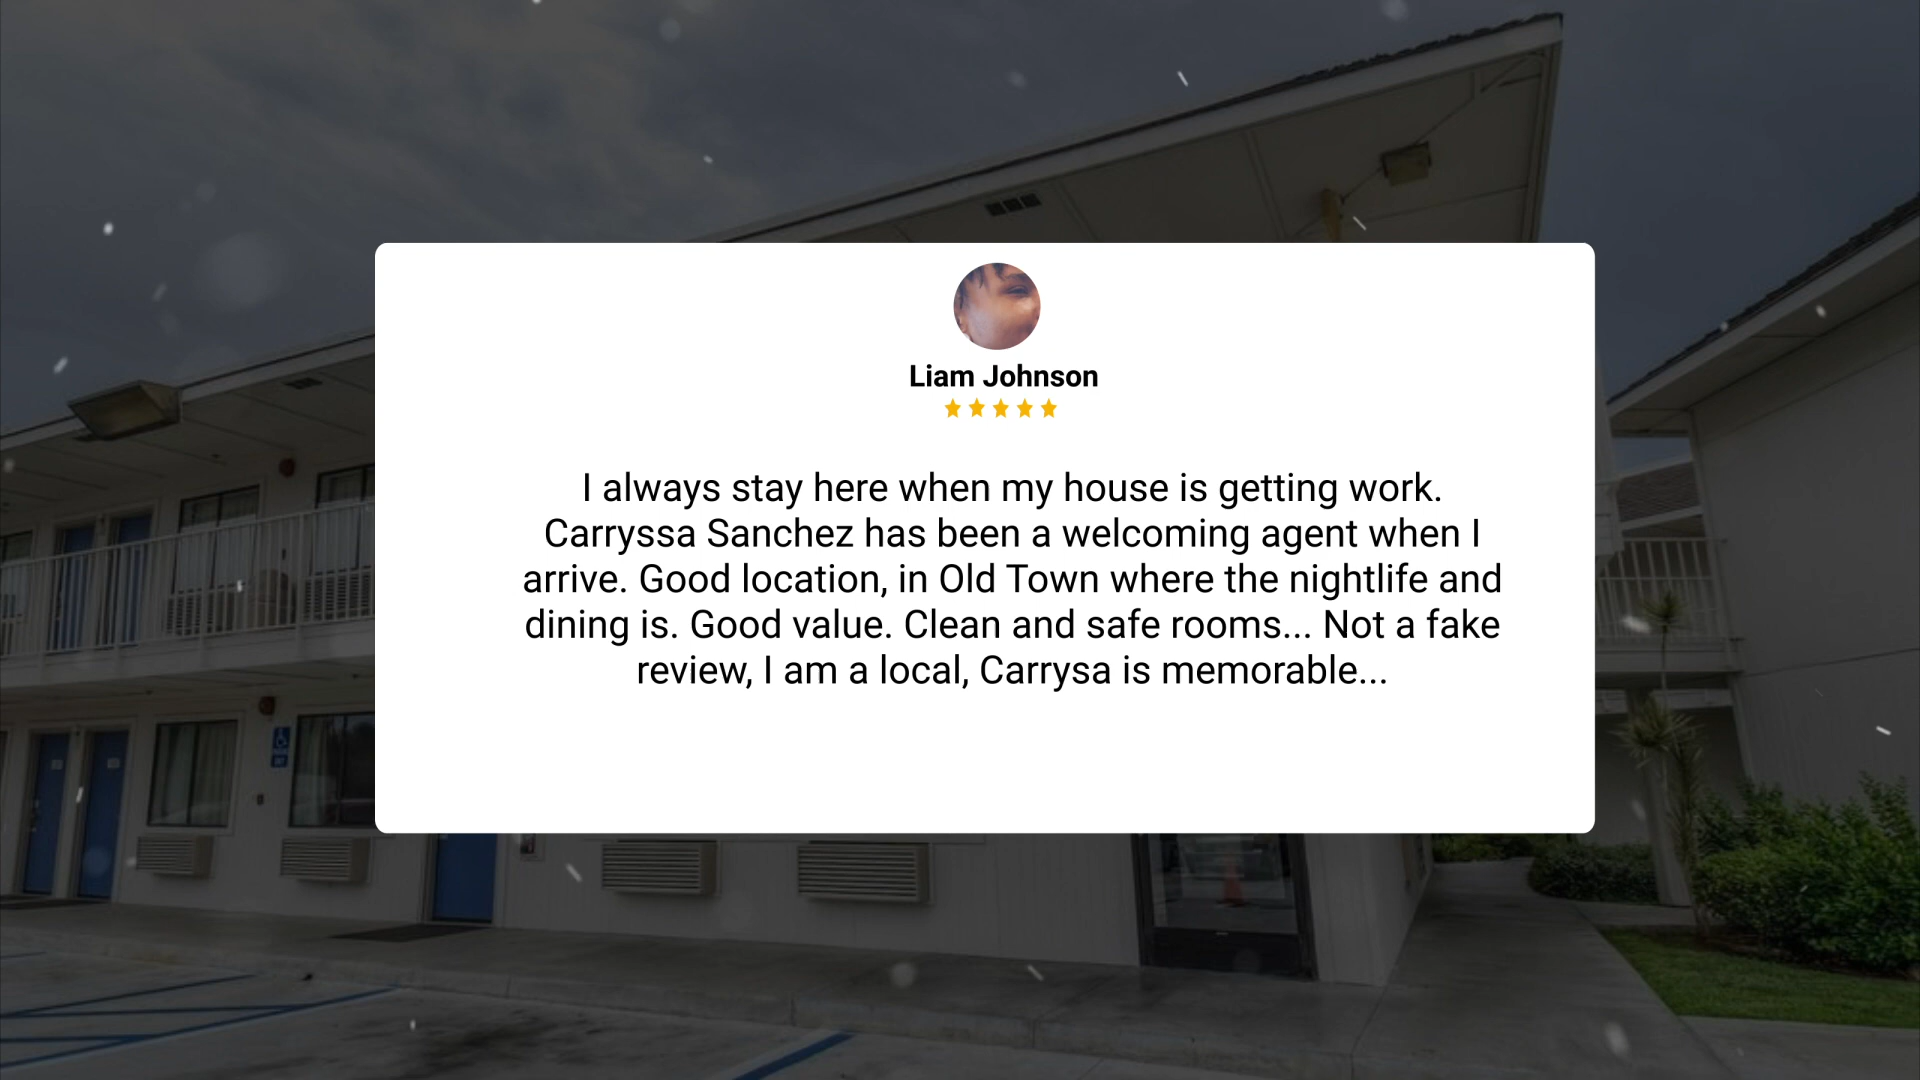 Liam Johnson
I always stay here when my house is getting work.
Carryssa Sanchez has been a welcoming agent when I
arrive. Good location, in Old Town where the nightlife and
dining is. Good value. Clean and safe rooms... Not a fake
review, I am a local, Carrysa is memorable...